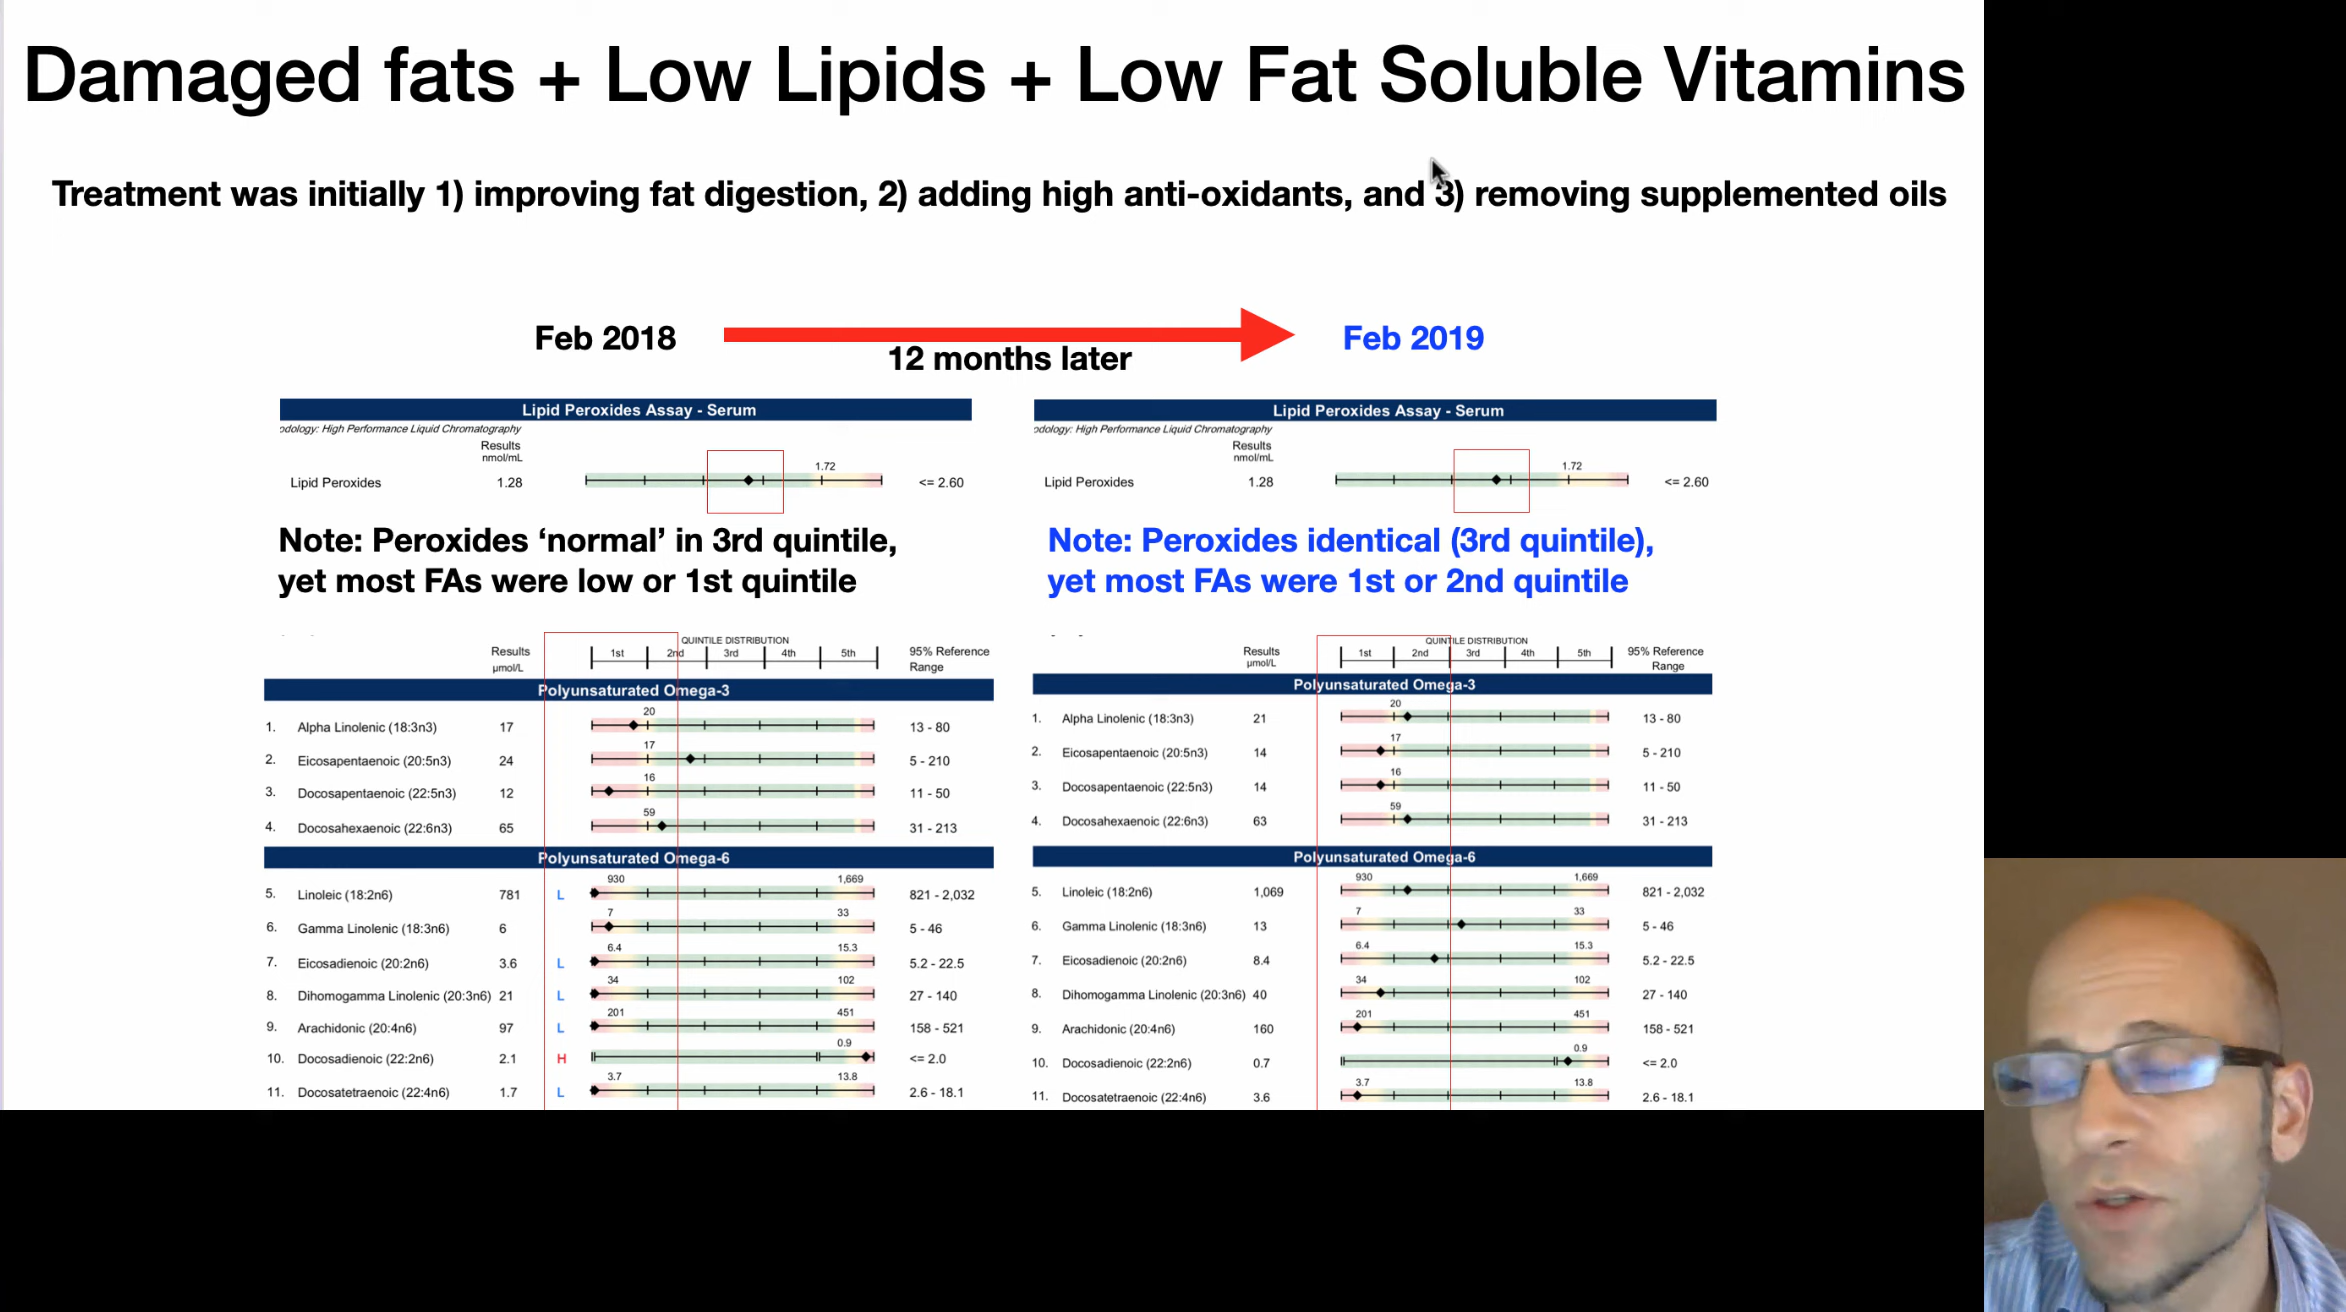 Damaged fats + Low Lipids + Low Fat Soluble Vitamins
Treatment was initially 1) improving fat digestion, 2) adding high anti-oxidants, and 3) removing supplemented oils
Feb 2018
12 months later
Feb 2019
Lipid Peroxides Assay - Serum
odology: High Performance Liquid Chromatography
Results
nmol/mL
1.72
Lipid Peroxides 1.28 <= 2.60
Note: Peroxides ‘normal’ in 3rd quintile,
yet most FAs were low or 1st quintile
QUINTILE DISTRIBUTION
Results 1st 2nd 3rd 4th 5th 95% Reference
µmol/L Range
Polyunsaturated Omega-3
20
1. Alpha Linolenic (18:3n3) 17 13 - 80
17
2. Eicosapentaenoic (20:5n3) 24 5 - 210
16
3. Docosapentaenoic (22:5n3) 12 11 - 50
59
4. Docosahexaenoic (22:6n3) 65 31 - 213
Polyunsaturated Omega-6
930 1,669
5. Linoleic (18:2n6) 781 L 821 - 2,032
7 33
6. Gamma Linolenic (18:3n6) 6 5 - 46
6.4 15.3
7. Eicosadienoic (20:2n6) 3.6 L 5.2 - 22.5
34 102
8. Dihomogamma Linolenic (20:3n6) 21 L 27 - 140
201 451
9. Arachidonic (20:4n6) 97 L 158 - 521
0.9
10. Docosadienoic (22:2n6) 2.1 H <= 2.0
3.7 13.8
11. Docosatetraenoic (22:4n6) 1.7 L 2.6 - 18.1
Lipid Peroxides Assay - Serum
odology: High Performance Liquid Chromatography
Results
nmol/mL
1.72
Lipid Peroxides 1.28 <= 2.60
Note: Peroxides identical (3rd quintile),
yet most FAs were 1st or 2nd quintile
QUINTILE DISTRIBUTION
Results 1st 2nd 3rd 4th 5th 95% Reference
µmol/L Range
Polyunsaturated Omega-3
20
1. Alpha Linolenic (18:3n3) 21 13 - 80
17
2. Eicosapentaenoic (20:5n3) 14 5 - 210
16
3. Docosapentaenoic (22:5n3) 14 11 - 50
59
4. Docosahexaenoic (22:6n3) 63 31 - 213
Polyunsaturated Omega-6
930 1,669
5. Linoleic (18:2n6) 1,069 821 - 2,032
7 33
6. Gamma Linolenic (18:3n6) 13 5 - 46
6.4 15.3
7. Eicosadienoic (20:2n6) 8.4 5.2 - 22.5
34 102
8. Dihomogamma Linolenic (20:3n6) 40 27 - 140
201 451
9. Arachidonic (20:4n6) 160 158 - 521
0.9
10. Docosadienoic (22:2n6) 0.7 <= 2.0
3.7 13.8
11. Docosatetraenoic (22:4n6) 3.6 2.6 - 18.1